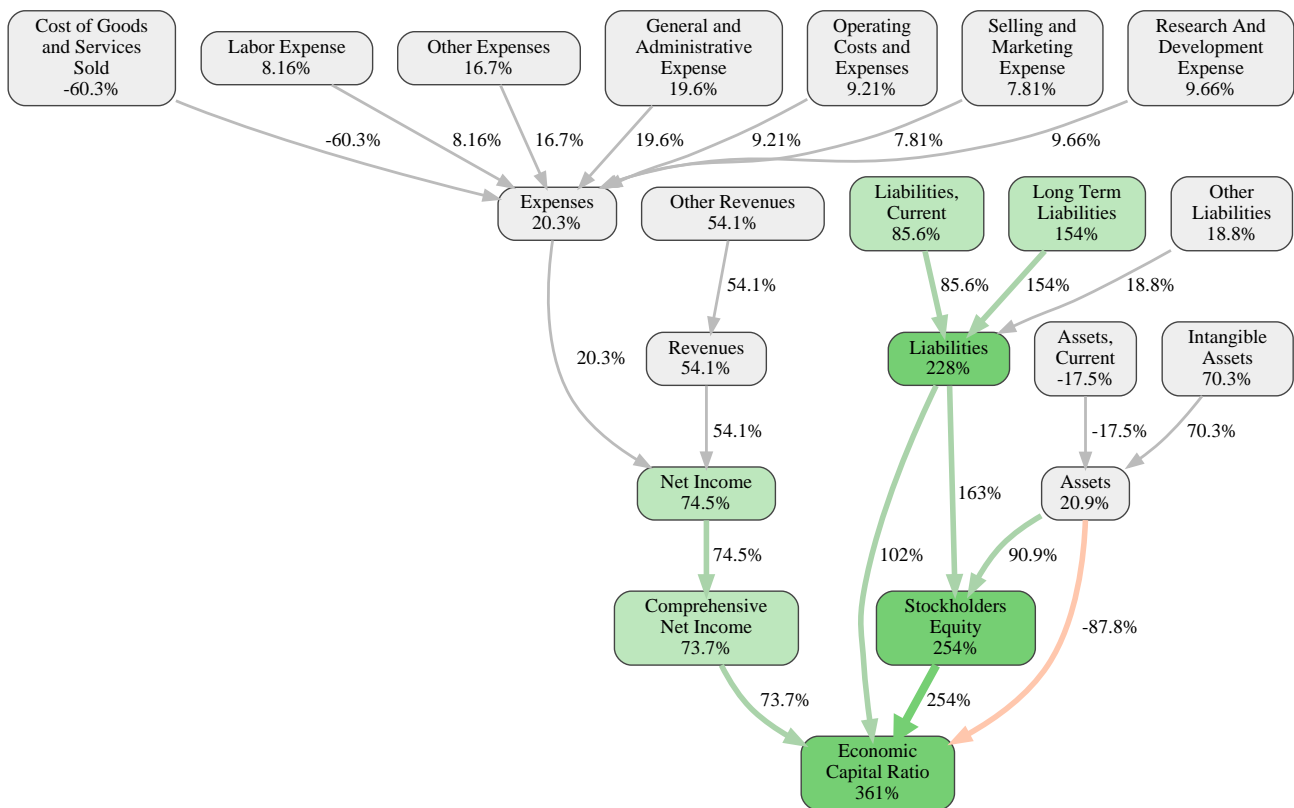 Cost of Goods
and Services
Sold
-60.3%
Labor Expense
8.16%
Other Expenses
16.7%
General and
Administrative
Expense
19.6%
Operating
Costs and
Expenses
9.21%
Selling and
Marketing
Expense
7.81%
Research And
Development
Expense
9.66%
-60.3%
8.16%
16.7%
19.6%
9.21%
7.81%
9.66%
Expenses
20.3%
Other Revenues
54.1%
Liabilities,
Current
85.6%
Long Term
Liabilities
154%
Other
Liabilities
18.8%
54.1%
85.6%
154%
18.8%
20.3%
Revenues
54.1%
Liabilities
228%
Assets,
Current
-17.5%
Intangible
Assets
70.3%
54.1%
-17.5%
70.3%
Net Income
74.5%
163%
Assets
20.9%
74.5%
102%
90.9%
-87.8%
Comprehensive
Net Income
73.7%
Stockholders
Equity
254%
73.7%
254%
Economic
Capital Ratio
361%